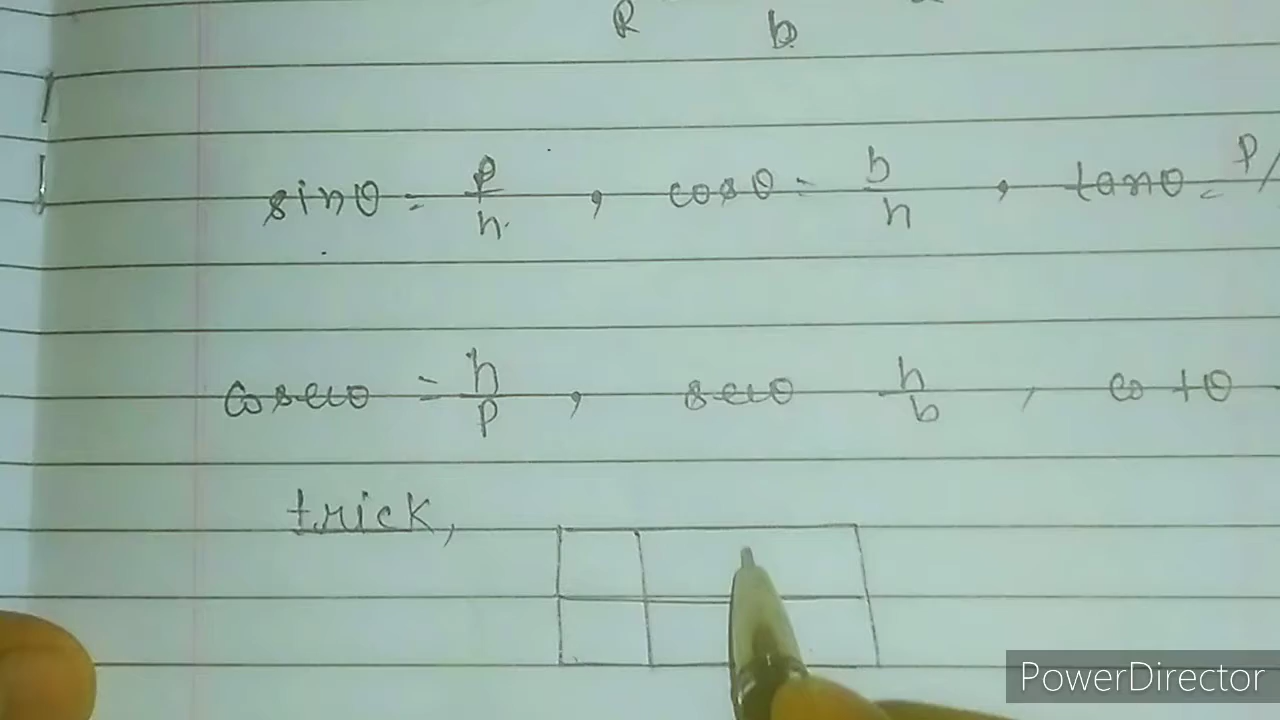 R b
sinθ = p/h , cosθ = b/h , tanθ = P/
cosecθ = h/p , secθ h/b , cotθ
trick,
PowerDirector